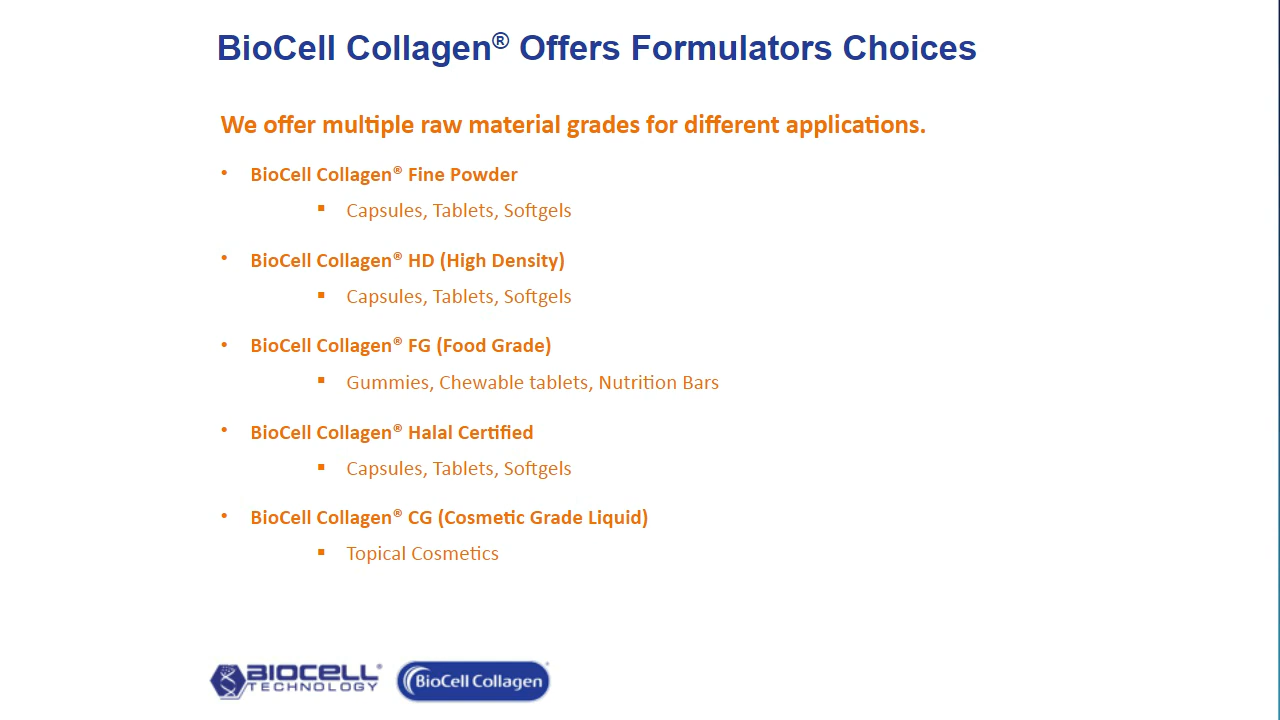 BioCell Collagen® Offers Formulators Choices
We offer multiple raw material grades for different applications.
• BioCell Collagen® Fine Powder
▪ Capsules, Tablets, Softgels
• BioCell Collagen® HD (High Density)
▪ Capsules, Tablets, Softgels
• BioCell Collagen® FG (Food Grade)
▪ Gummies, Chewable tablets, Nutrition Bars
• BioCell Collagen® Halal Certified
▪ Capsules, Tablets, Softgels
• BioCell Collagen® CG (Cosmetic Grade Liquid)
▪ Topical Cosmetics
BIOCELL®
TECHNOLOGY
BioCell Collagen